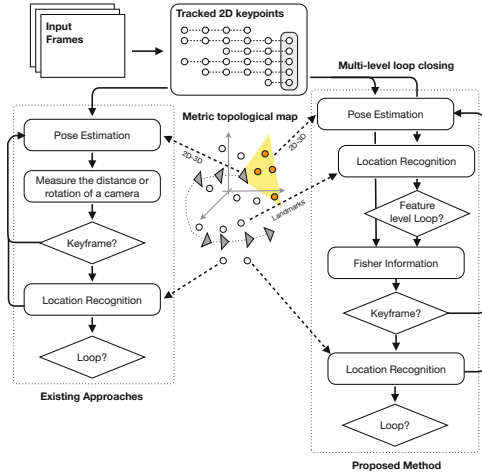 Input
Frames
Tracked 2D keypoints
Multi-level loop closing
Metric topological map
Pose Estimation
Measure the distance or
rotation of a camera
Keyframe?
Location Recognition
Loop?
Existing Approaches
2D-3D
2D-3D
Landmarks
Pose Estimation
Location Recognition
Feature
level Loop?
Fisher Information
Keyframe?
Location Recognition
Loop?
Proposed Method